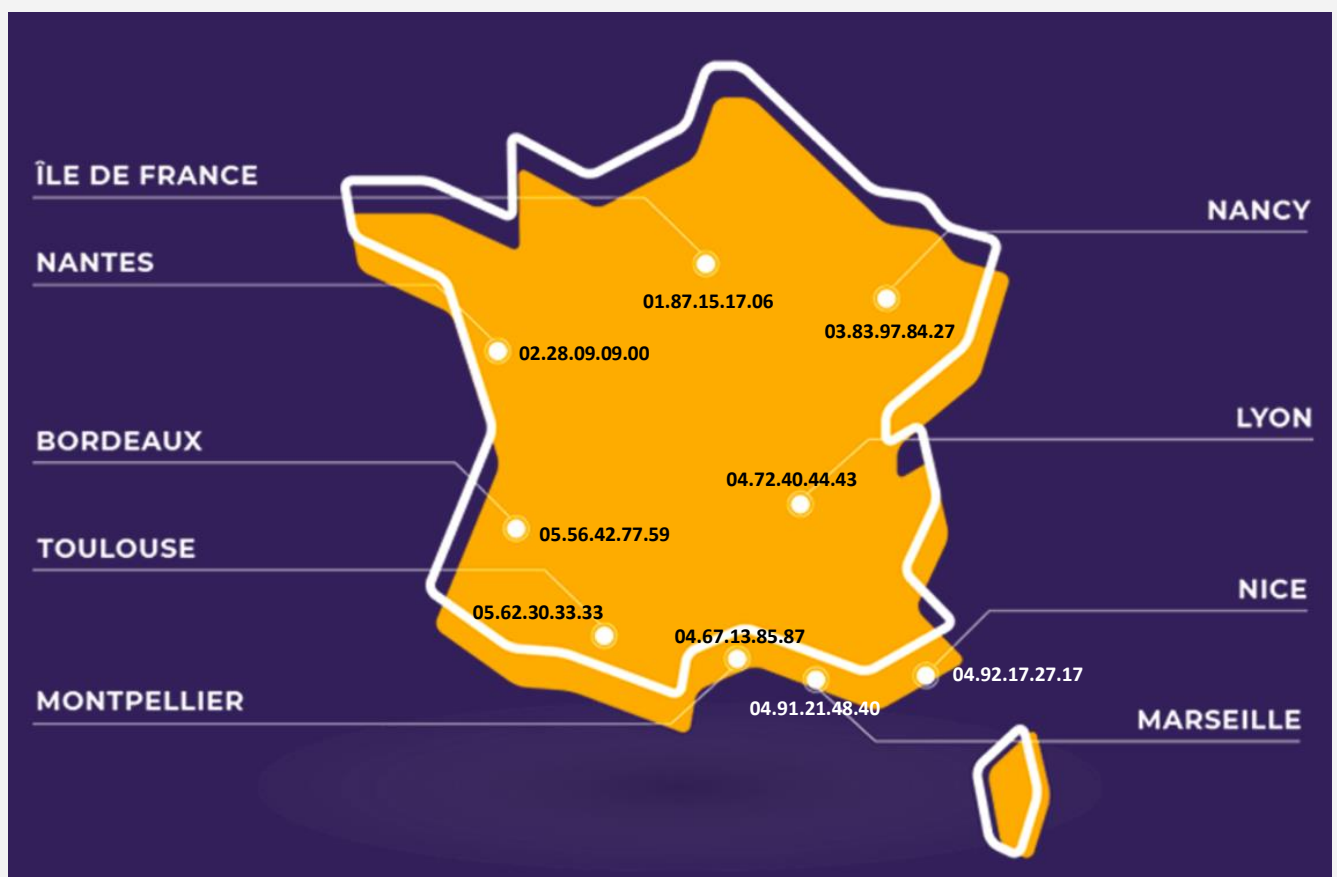 ÎLE DE FRANCE
NANCY
NANTES
01.87.15.17.06
03.83.97.84.27
02.28.09.09.00
LYON
BORDEAUX
04.72.40.44.43
05.56.42.77.59
TOULOUSE
NICE
05.62.30.33.33
04.67.13.85.87
04.92.17.27.17
MONTPELLIER
04.91.21.48.40
MARSEILLE